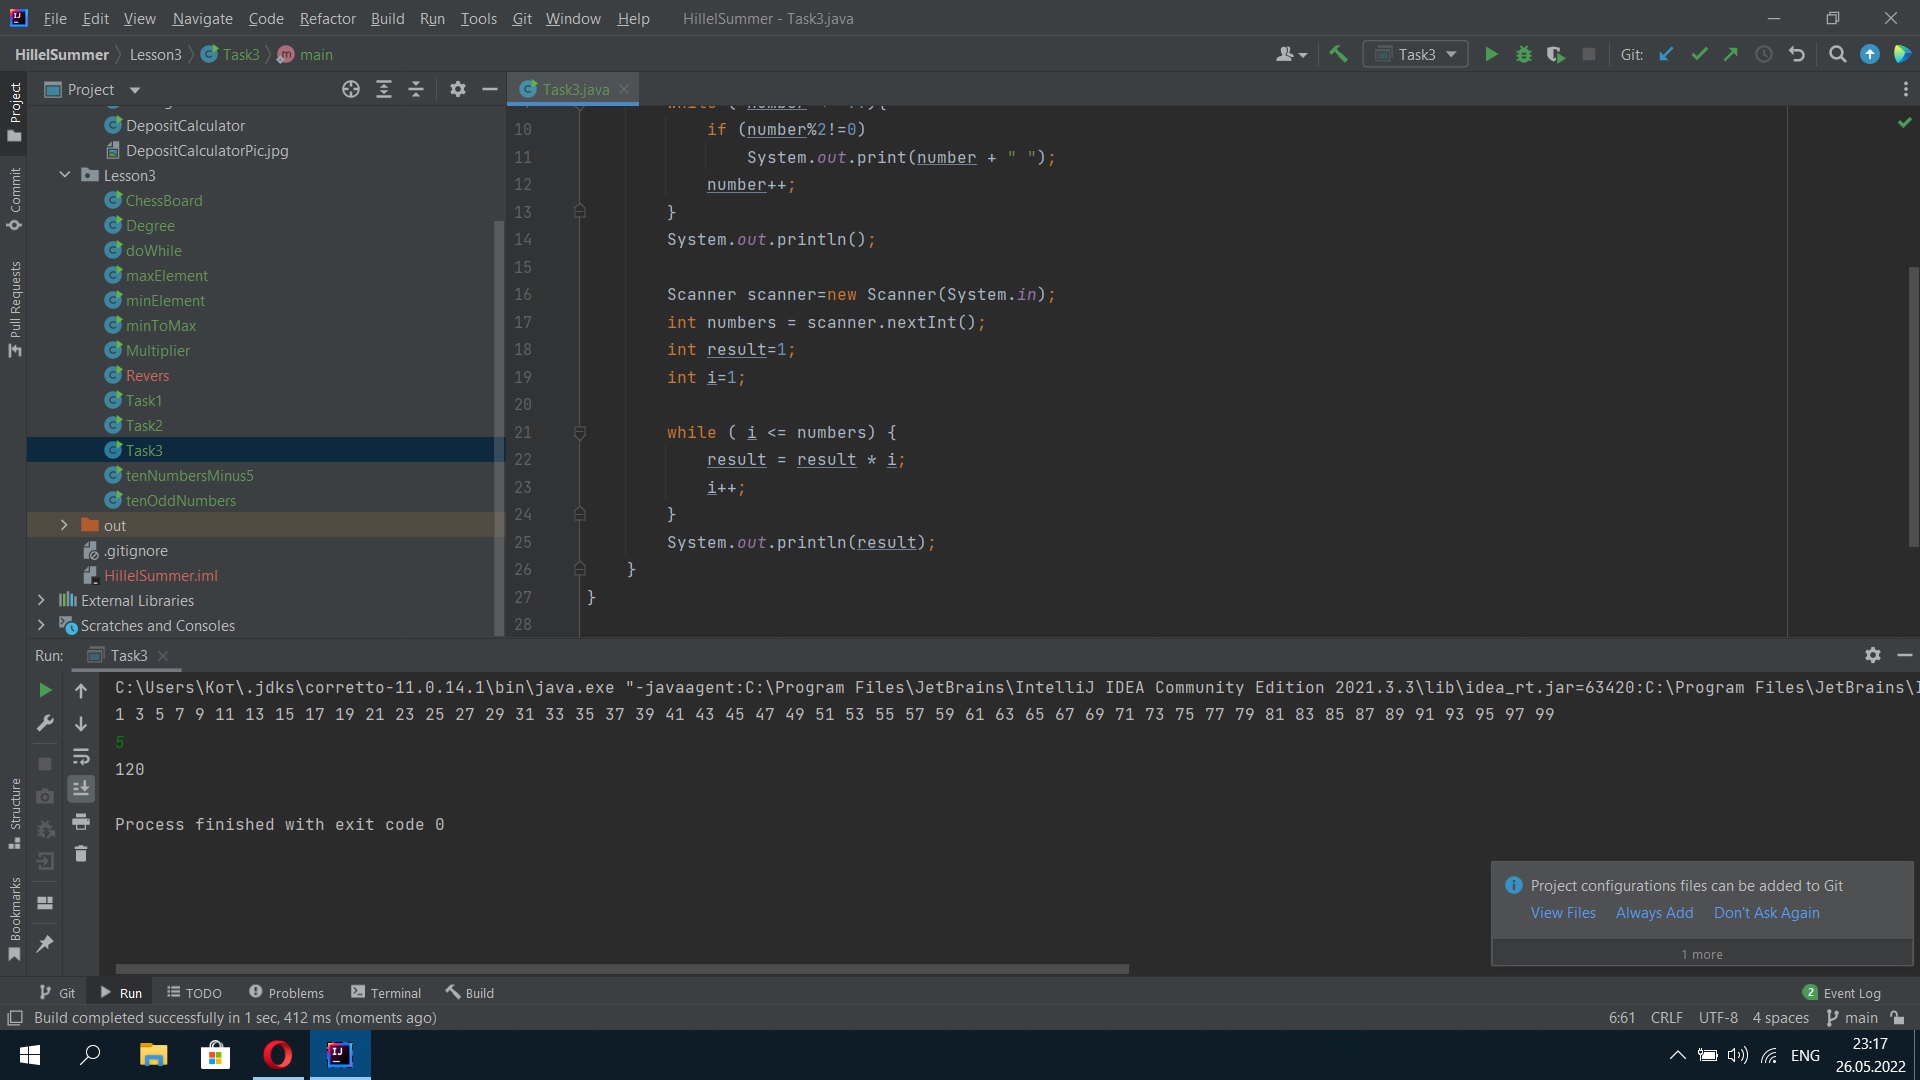 File Edit View Navigate Code Refactor Build Run Tools Git Window Help HillelSummer - Task3.java
HillelSummer Lesson3 Task3 main
Task3 Git:
Project
Task3.java
DepositCalculator
DepositCalculatorPic.jpg
Lesson3
ChessBoard
Degree
doWhile
maxElement
minElement
minToMax
Multiplier
Revers
Task1
Task2
Task3
tenNumbersMinus5
tenOddNumbers
out
.gitignore
HillelSummer.iml
External Libraries
Scratches and Consoles
Project
Commit
Pull Requests
Structure
Bookmarks
10 if (number%2!=0)
11 System.out.print(number + " ");
12 number++;
13 }
14 System.out.println();
15
16 Scanner scanner=new Scanner(System.in);
17 int numbers = scanner.nextInt();
18 int result=1;
19 int i=1;
20
21 while ( i <= numbers) {
22 result = result * i;
23 i++;
24 }
25 System.out.println(result);
26 }
27 }
28
Run: Task3
C:\Users\Кот\.jdks\corretto-11.0.14.1\bin\java.exe "-javaagent:C:\Program Files\JetBrains\IntelliJ IDEA Community Edition 2021.3.3\lib\idea_rt.jar=63420:C:\Program Files\JetBrains\
1 3 5 7 9 11 13 15 17 19 21 23 25 27 29 31 33 35 37 39 41 43 45 47 49 51 53 55 57 59 61 63 65 67 69 71 73 75 77 79 81 83 85 87 89 91 93 95 97 99
5
120
Process finished with exit code 0
Project configurations files can be added to Git
View Files Always Add Don't Ask Again
1 more
Git Run TODO Problems Terminal Build 2 Event Log
Build completed successfully in 1 sec, 412 ms (moments ago) 6:61 CRLF UTF-8 4 spaces main
ENG
23:17
26.05.2022